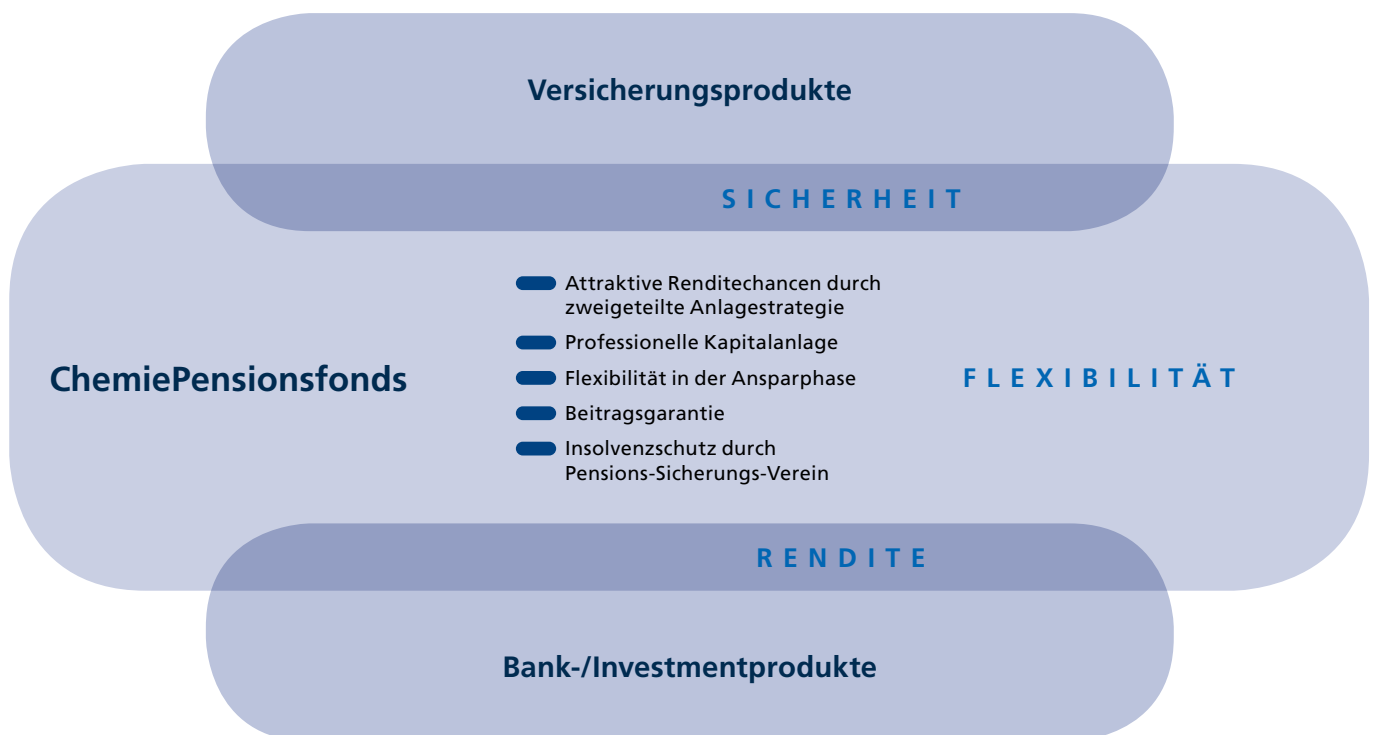 Versicherungsprodukte
SICHERHEIT
Attraktive Renditechancen durch
zweigeteilte Anlagestrategie
Professionelle Kapitalanlage
ChemiePensionsfonds
Flexibilität in der Ansparphase
FLEXIBILITÄT
Beitragsgarantie
Insolvenzschutz durch
Pensions-Sicherungs-Verein
RENDITE
Bank-/Investmentprodukte